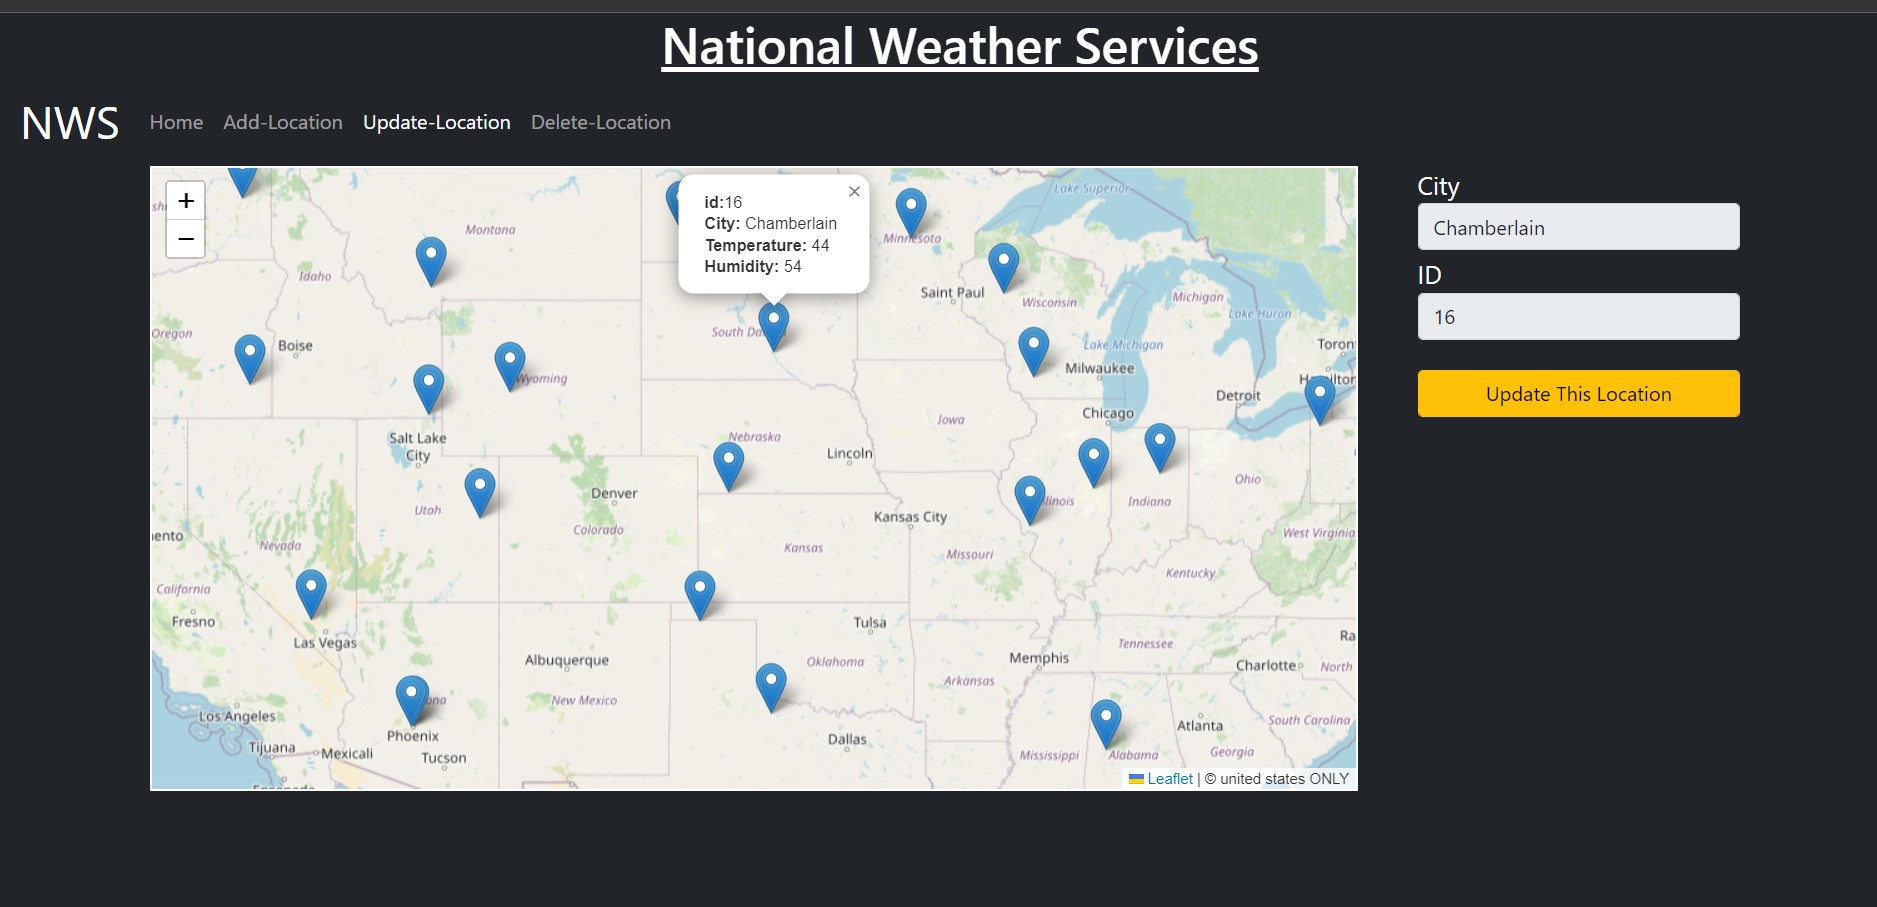 National Weather Services
NWS
Home
Add-Location
Update-Location
Delete-Location
+
−
id:16
City: Chamberlain
Temperature: 44
Humidity: 54
×
City
Chamberlain
ID
16
Update This Location
Lake Superior
Montana
Minnesota
Idaho
Saint Paul
Wisconsin
Michigan
Lake Huron
Oregon
Boise
South Da
Lake Michigan
Toron
Milwaukee
Wyoming
Detroit
Chicago
Salt Lake
City
Nebraska
Iowa
Lincoln
Denver
Ohio
Utah
Colorado
Illinois
Indiana
Kansas City
Nevada
Kansas
Missouri
West Virginia
ento
California
Kentucky
Fresno
Las Vegas
Tulsa
Albuquerque
Oklahoma
Memphis
Tennessee
Charlotte
North
Ra
New Mexico
Arkansas
ona
Los Angeles
Phoenix
Atlanta
South Carolina
Tijuana
Mexicali
Tucson
Dallas
Mississippi
Alabama
Georgia
Leaflet | © united states ONLY